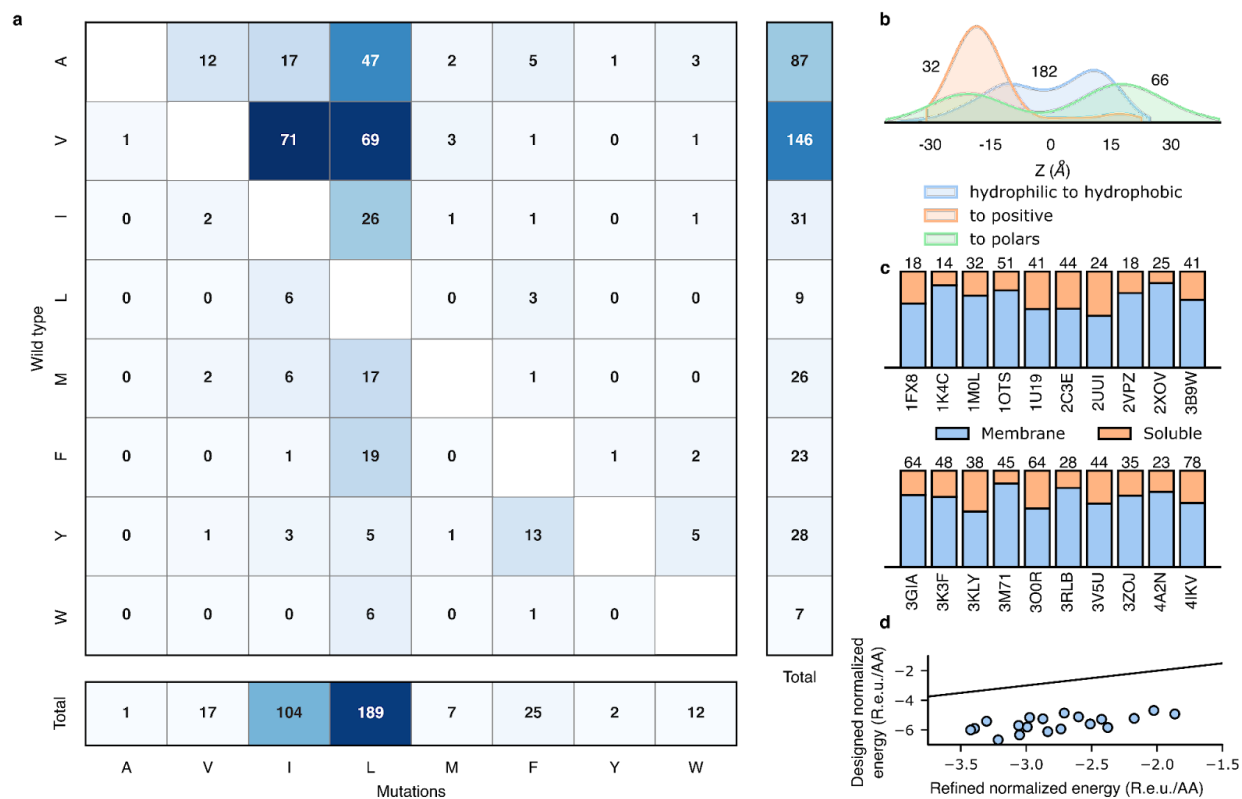 a
A 12 17 47 2 5 1 3 87
V 1 71 69 3 1 0 1 146
I 0 2 26 1 1 0 1 31
L 0 0 6 0 3 0 0 9
M 0 2 6 17 1 0 0 26
F 0 0 1 19 0 1 2 23
Y 0 1 3 5 1 13 5 28
W 0 0 0 6 0 1 0 7
Wild type
Total
Total 1 17 104 189 7 25 2 12
A V I L M F Y W
Mutations
b
32 182 66
-30 -15 0 15 30
Z (Å)
hydrophilic to hydrophobic
to positive
to polars
c
18 14 32 51 41 44 24 18 25 41
1FX8 1K4C 1M0L 1OTS 1U19 2C3E 2UUI 2VPZ 2XOV 3B9W
Membrane Soluble
64 48 38 45 64 28 44 35 23 78
3GIA 3K3F 3KLY 3M71 3O0R 3RLB 3V5U 3ZOJ 4A2N 4IKV
d
Designed normalized
energy (R.e.u./AA)
−2
−4
−6
−3.5 −3.0 −2.5 −2.0 −1.5
Refined normalized energy (R.e.u./AA)